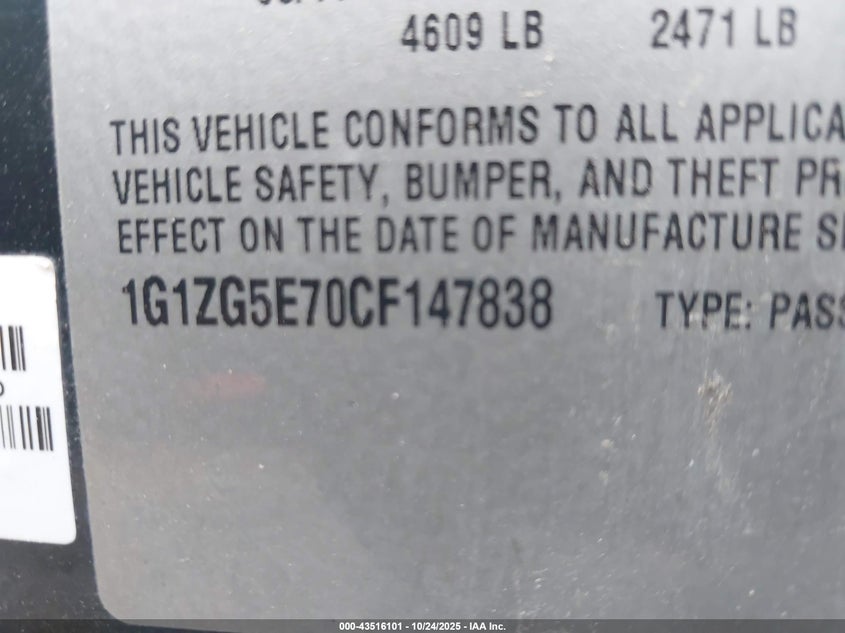 4609 LB 2471 LB
THIS VEHICLE CONFORMS TO ALL APPLICA
VEHICLE SAFETY, BUMPER, AND THEFT PR
EFFECT ON THE DATE OF MANUFACTURE S
1G1ZG5E70CF147838 TYPE: PASS
000-43516101 - 10/24/2025 - IAA Inc.